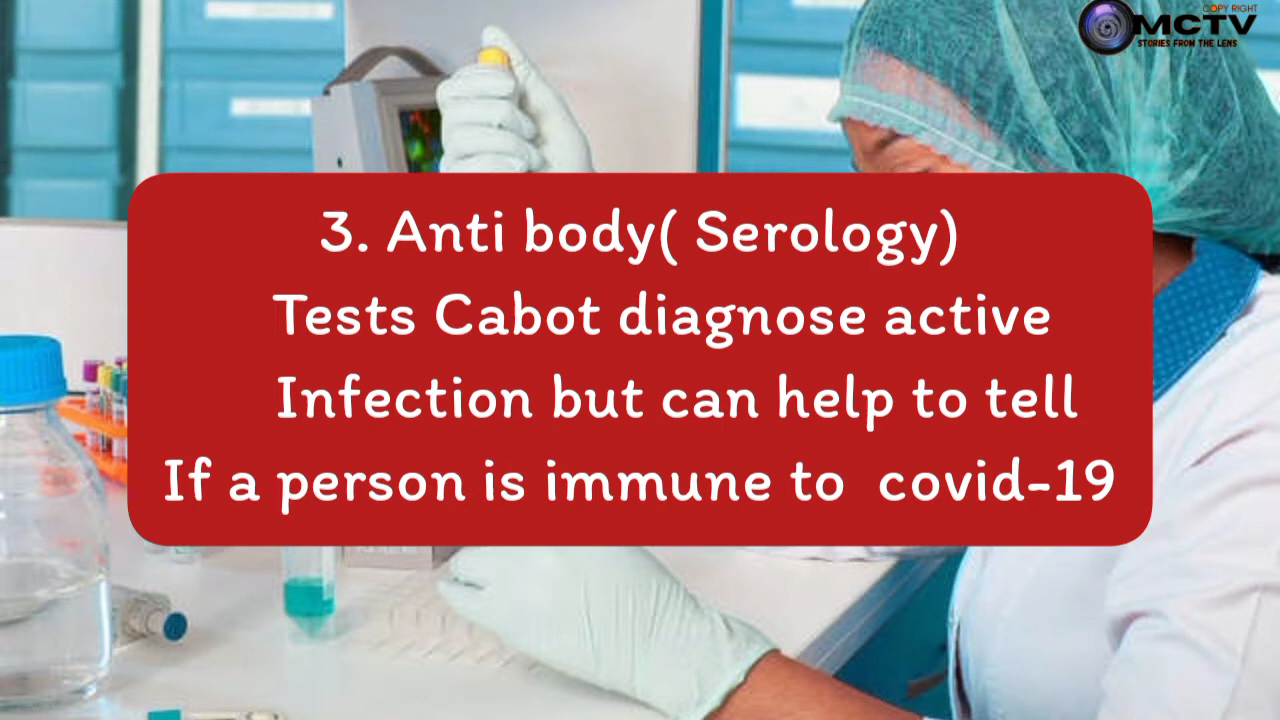 COPY RIGHT
MCTV
STORIES FROM THE LENS
3. Anti body( Serology)
Tests Cabot diagnose active
Infection but can help to tell
If a person is immune to covid-19